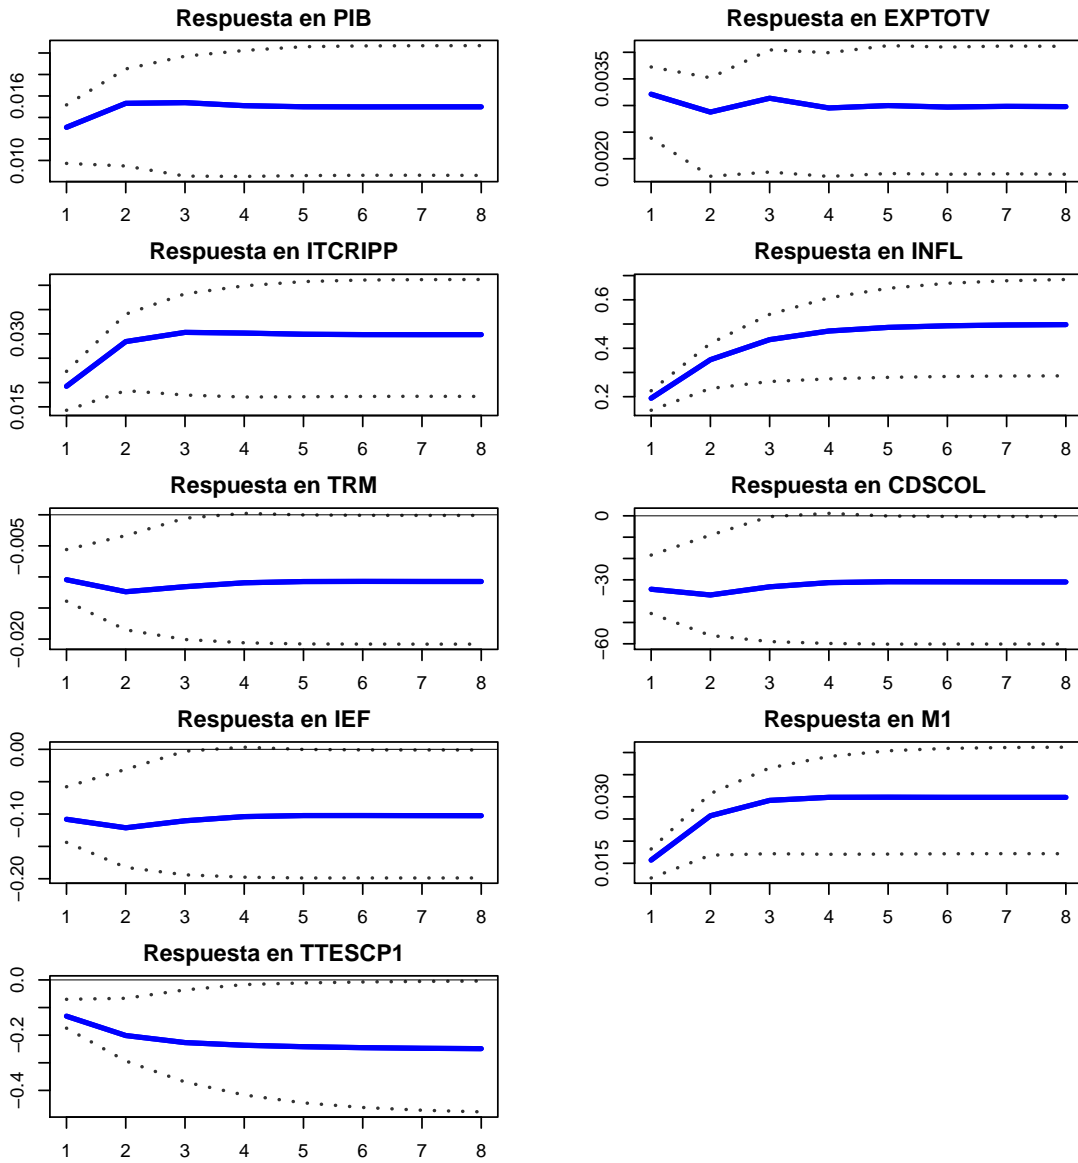 Respuesta en PIB
0.016
0.010
1 2 3 4 5 6 7 8
Respuesta en EXPTOTV
0.0035
0.0020
1 2 3 4 5 6 7 8
Respuesta en ITCRIPP
0.030
0.015
1 2 3 4 5 6 7 8
Respuesta en INFL
0.6
0.4
0.2
1 2 3 4 5 6 7 8
Respuesta en TRM
−0.005
−0.020
1 2 3 4 5 6 7 8
Respuesta en CDSCOL
0
−30
−60
1 2 3 4 5 6 7 8
Respuesta en IEF
0.00
−0.10
−0.20
1 2 3 4 5 6 7 8
Respuesta en M1
0.030
0.015
1 2 3 4 5 6 7 8
Respuesta en TTESCP1
0.0
−0.2
−0.4
1 2 3 4 5 6 7 8